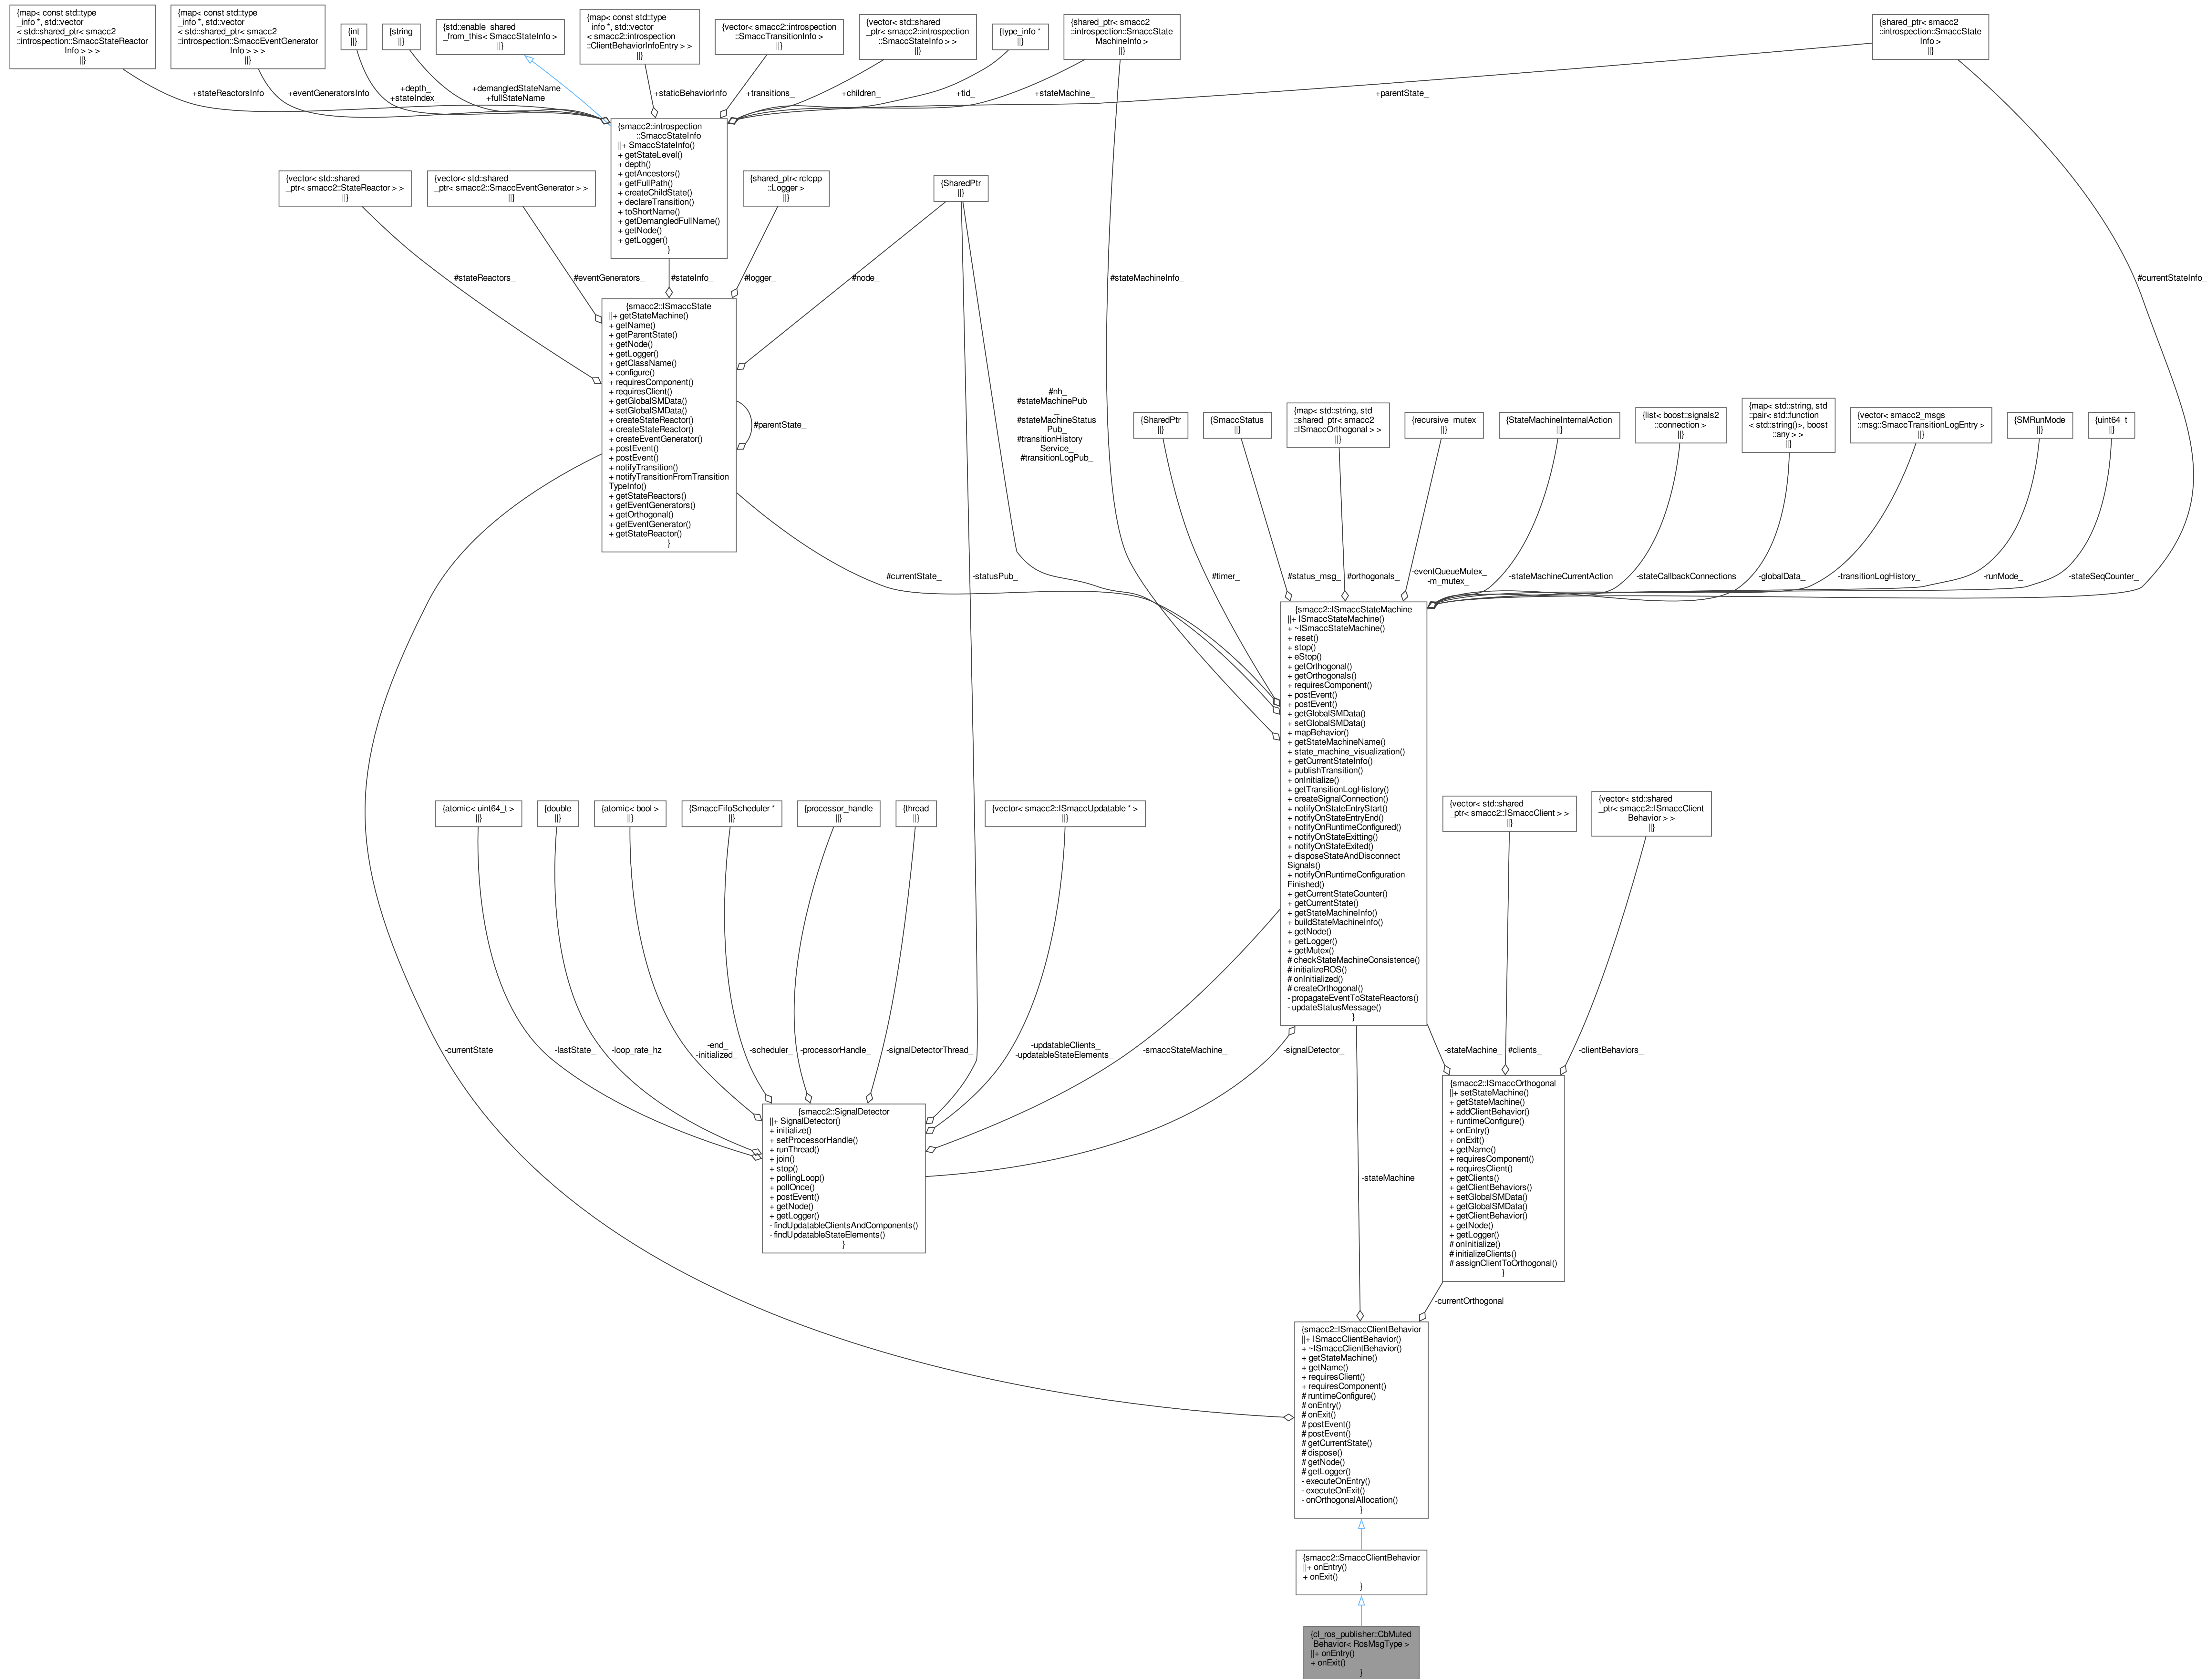 {map< const std::type
_info *, std::vector
< std::shared_ptr< smacc2
::introspection::SmaccStateReactor
Info > > >
||}
{map< const std::type
_info *, std::vector
< std::shared_ptr< smacc2
::introspection::SmaccEventGenerator
Info > > >
||}
{int
||}
{string
||}
{std::enable_shared
_from_this< SmaccStateInfo >
||}
{map< const std::type
_info *, std::vector
< smacc2::introspection
::ClientBehaviorInfoEntry > >
||}
{vector< smacc2::introspection
::SmaccTransitionInfo >
||}
{vector< std::shared
_ptr< smacc2::introspection
::SmaccStateInfo > >
||}
{type_info *
||}
{shared_ptr< smacc2
::introspection::SmaccState
MachineInfo >
||}
{shared_ptr< smacc2
::introspection::SmaccState
Info >
||}
+stateReactorsInfo
+eventGeneratorsInfo
+depth_
+stateIndex_
+demangledStateName
+fullStateName
+staticBehaviorInfo
+transitions_
+children_
+tid_
+stateMachine_
+parentState_
{smacc2::introspection
::SmaccStateInfo
||+ SmaccStateInfo()
+ getStateLevel()
+ depth()
+ getAncestors()
+ getFullPath()
+ createChildState()
+ declareTransition()
+ toShortName()
+ getDemangledFullName()
+ getNode()
+ getLogger()
}
{vector< std::shared
_ptr< smacc2::StateReactor > >
||}
{vector< std::shared
_ptr< smacc2::SmaccEventGenerator > >
||}
{shared_ptr< rclcpp
::Logger >
||}
{SharedPtr
||}
#stateReactors_
#eventGenerators_
#stateInfo_
#logger_
#node_
#stateMachineInfo_
#currentStateInfo_
{smacc2::ISmaccState
||+ getStateMachine()
+ getName()
+ getParentState()
+ getNode()
+ getLogger()
+ getClassName()
+ configure()
+ requiresComponent()
+ requiresClient()
+ getGlobalSMData()
+ setGlobalSMData()
+ createStateReactor()
+ createStateReactor()
+ createEventGenerator()
+ postEvent()
+ postEvent()
+ notifyTransition()
+ notifyTransitionFromTransition
TypeInfo()
+ getStateReactors()
+ getEventGenerators()
+ getOrthogonal()
+ getEventGenerator()
+ getStateReactor()
}
#parentState_
#nh_
#stateMachinePub
_
#stateMachineStatus
Pub_
#transitionHistory
Service_
#transitionLogPub_
{SharedPtr
||}
{SmaccStatus
||}
{map< std::string, std
::shared_ptr< smacc2
::ISmaccOrthogonal > >
||}
{recursive_mutex
||}
{StateMachineInternalAction
||}
{list< boost::signals2
::connection >
||}
{map< std::string, std
::pair< std::function
< std::string()>, boost
::any > >
||}
{vector< smacc2_msgs
::msg::SmaccTransitionLogEntry >
||}
{SMRunMode
||}
{uint64_t
||}
#currentState_
-statusPub_
#timer_
#status_msg_
#orthogonals_
-eventQueueMutex_
-m_mutex_
-stateMachineCurrentAction
-stateCallbackConnections
-globalData_
-transitionLogHistory_
-runMode_
-stateSeqCounter_
{smacc2::ISmaccStateMachine
||+ ISmaccStateMachine()
+ ~ISmaccStateMachine()
+ reset()
+ stop()
+ eStop()
+ getOrthogonal()
+ getOrthogonals()
+ requiresComponent()
+ postEvent()
+ postEvent()
+ getGlobalSMData()
+ setGlobalSMData()
+ mapBehavior()
+ getStateMachineName()
+ state_machine_visualization()
+ getCurrentStateInfo()
+ publishTransition()
+ onInitialize()
+ getTransitionLogHistory()
+ createSignalConnection()
+ notifyOnStateEntryStart()
+ notifyOnStateEntryEnd()
+ notifyOnRuntimeConfigured()
+ notifyOnStateExitting()
+ notifyOnStateExited()
+ disposeStateAndDisconnect
Signals()
+ notifyOnRuntimeConfiguration
Finished()
+ getCurrentStateCounter()
+ getCurrentState()
+ getStateMachineInfo()
+ buildStateMachineInfo()
+ getNode()
+ getLogger()
+ getMutex()
# checkStateMachineConsistence()
# initializeROS()
# onInitialized()
# createOrthogonal()
- propagateEventToStateReactors()
- updateStatusMessage()
}
{atomic< uint64_t >
||}
{double
||}
{atomic< bool >
||}
{SmaccFifoScheduler *
||}
{processor_handle
||}
{thread
||}
{vector< smacc2::ISmaccUpdatable * >
||}
{vector< std::shared
_ptr< smacc2::ISmaccClient > >
||}
{vector< std::shared
_ptr< smacc2::ISmaccClient
Behavior > >
||}
-currentState
-lastState_
-loop_rate_hz
-end_
-initialized_
-scheduler_
-processorHandle_
-signalDetectorThread_
-updatableClients_
-updatableStateElements_
-smaccStateMachine_
-signalDetector_
-stateMachine_
#clients_
-clientBehaviors_
{smacc2::SignalDetector
||+ SignalDetector()
+ initialize()
+ setProcessorHandle()
+ runThread()
+ join()
+ stop()
+ pollingLoop()
+ pollOnce()
+ postEvent()
+ getNode()
+ getLogger()
- findUpdatableClientsAndComponents()
- findUpdatableStateElements()
}
-stateMachine_
{smacc2::ISmaccOrthogonal
||+ setStateMachine()
+ getStateMachine()
+ addClientBehavior()
+ runtimeConfigure()
+ onEntry()
+ onExit()
+ getName()
+ requiresComponent()
+ requiresClient()
+ getClients()
+ getClientBehaviors()
+ setGlobalSMData()
+ getGlobalSMData()
+ getClientBehavior()
+ getNode()
+ getLogger()
# onInitialize()
# initializeClients()
# assignClientToOrthogonal()
}
-currentOrthogonal
{smacc2::ISmaccClientBehavior
||+ ISmaccClientBehavior()
+ ~ISmaccClientBehavior()
+ getStateMachine()
+ getName()
+ requiresClient()
+ requiresComponent()
# runtimeConfigure()
# onEntry()
# onExit()
# postEvent()
# postEvent()
# getCurrentState()
# dispose()
# getNode()
# getLogger()
- executeOnEntry()
- executeOnExit()
- onOrthogonalAllocation()
}
{smacc2::SmaccClientBehavior
||+ onEntry()
+ onExit()
}
{cl_ros_publisher::CbMuted
Behavior< RosMsgType >
||+ onEntry()
+ onExit()
}